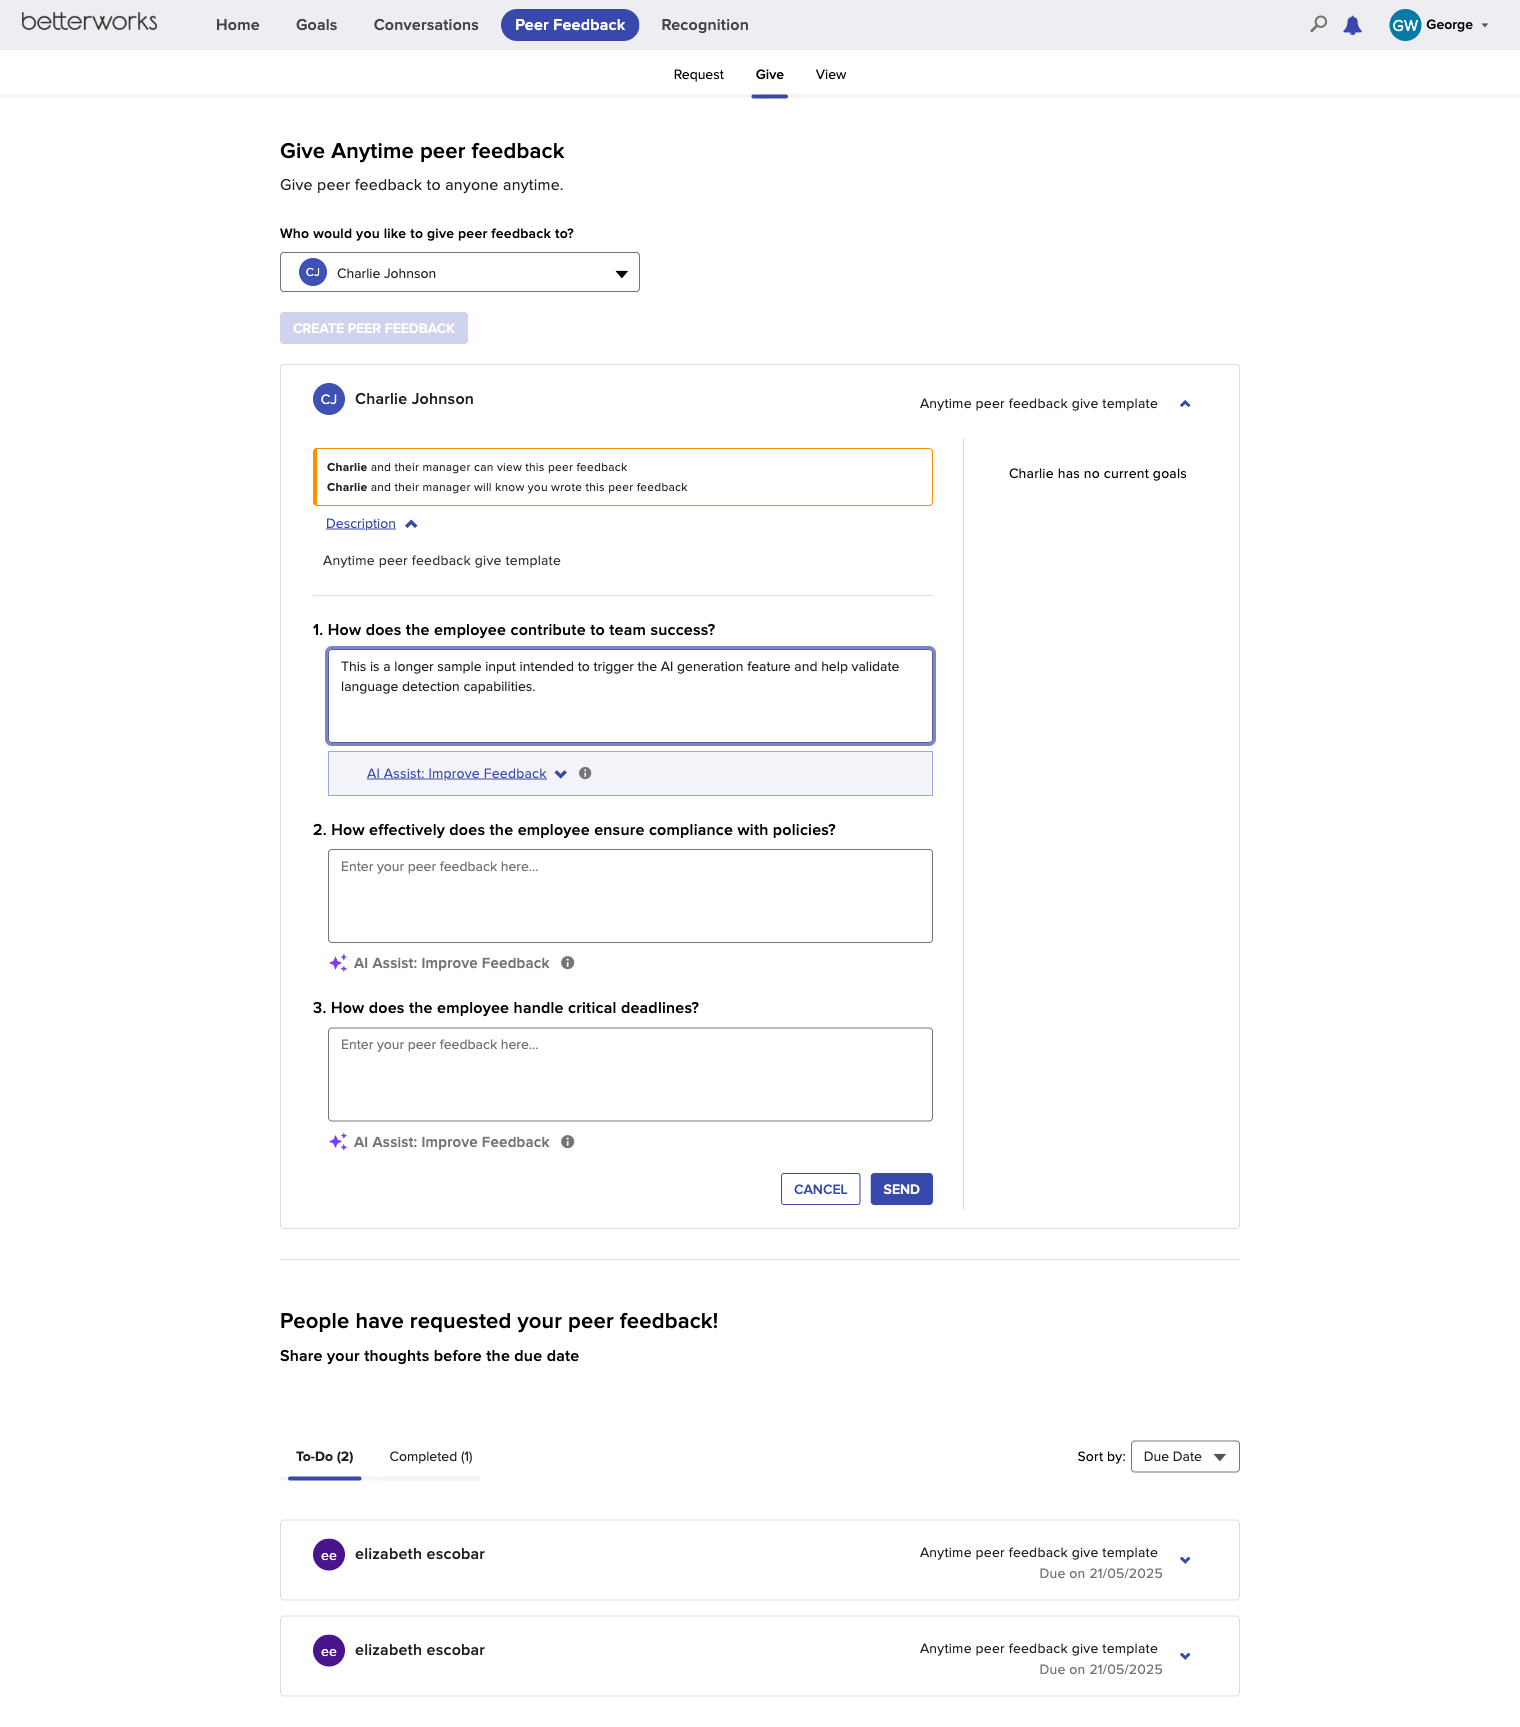 betterworks
Home
Goals
Conversations
Peer Feedback
Recognition
GW
George
Request
Give
View
Give Anytime peer feedback
Give peer feedback to anyone anytime.
Who would you like to give peer feedback to?
CJ
Charlie Johnson
CREATE PEER FEEDBACK
CJ
Charlie Johnson
Anytime peer feedback give template
Charlie and their manager can view this peer feedback
Charlie and their manager will know you wrote this peer feedback
Charlie has no current goals
Description
Anytime peer feedback give template
1. How does the employee contribute to team success?
This is a longer sample input intended to trigger the AI generation feature and help validate
language detection capabilities.
AI Assist: Improve Feedback
2. How effectively does the employee ensure compliance with policies?
Enter your peer feedback here...
AI Assist: Improve Feedback
3. How does the employee handle critical deadlines?
Enter your peer feedback here...
AI Assist: Improve Feedback
CANCEL
SEND
People have requested your peer feedback!
Share your thoughts before the due date
To-Do (2)
Completed (1)
Sort by:
Due Date
ee
elizabeth escobar
Anytime peer feedback give template
Due on 21/05/2025
ee
elizabeth escobar
Anytime peer feedback give template
Due on 21/05/2025